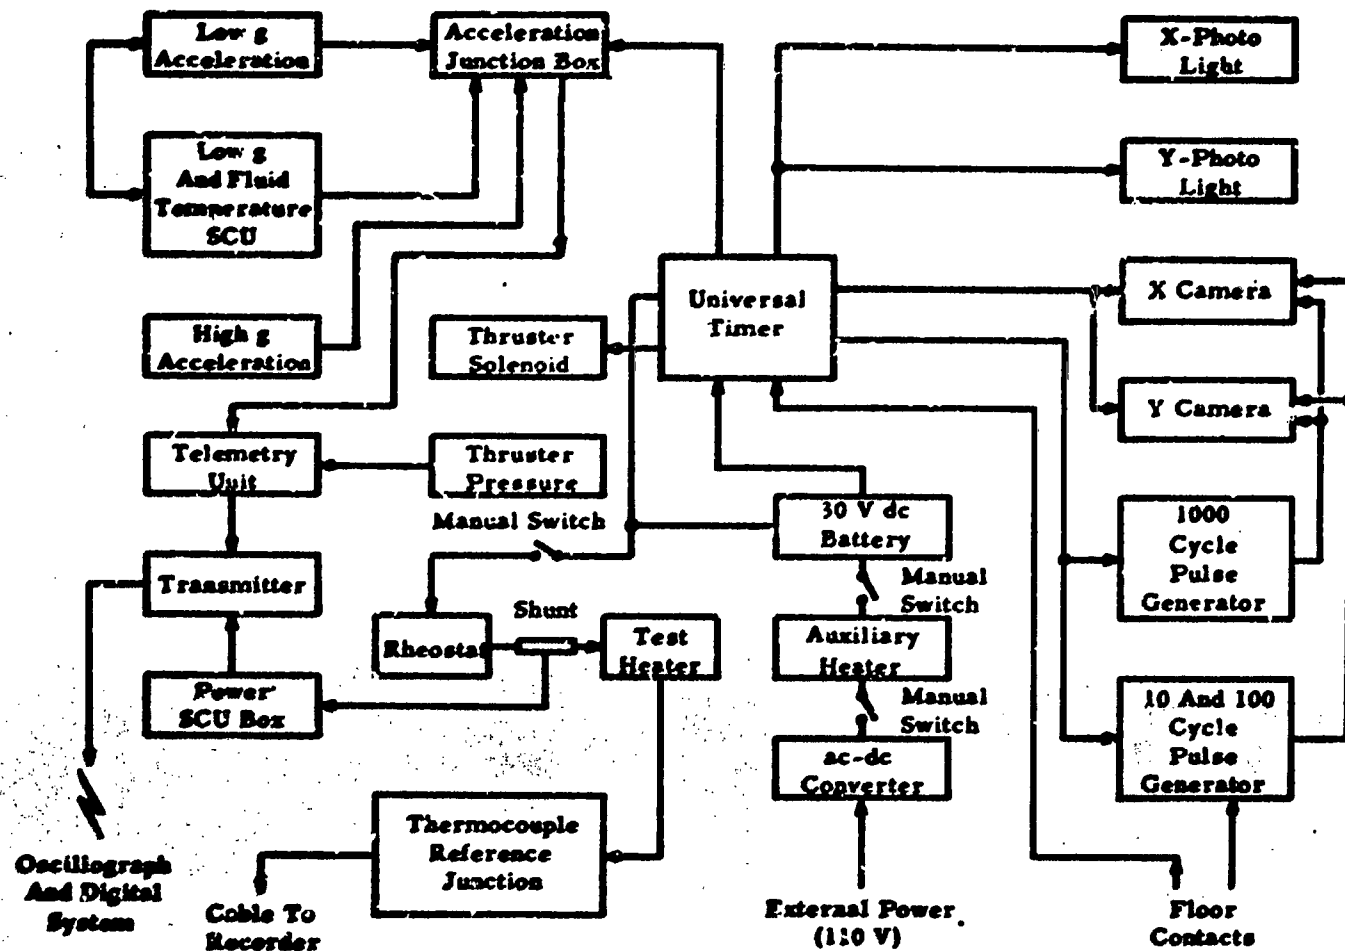 Low g
Acceleration
Acceleration
Junction Box
X-Photo
Light
Low g
And Fluid
Temperature
SCU
Y-Photo
Light
Universal
Timer
X Camera
High g
Acceleration
Thruster
Solenoid
Y Camera
Telemetry
Unit
Thruster
Pressure
Manual Switch
30 V dc
Battery
1000
Cycle
Pulse
Generator
Transmitter
Manual
Switch
Shunt
Rheostat
Test
Heater
Auxiliary
Heater
Power
SCU Box
Manual
Switch
10 And 100
Cycle
Pulse
Generator
ac-dc
Converter
Thermocouple
Reference
Junction
Oscillograph
And Digital
System
Cable To
Recorder
External Power
(110 V)
Floor
Contacts